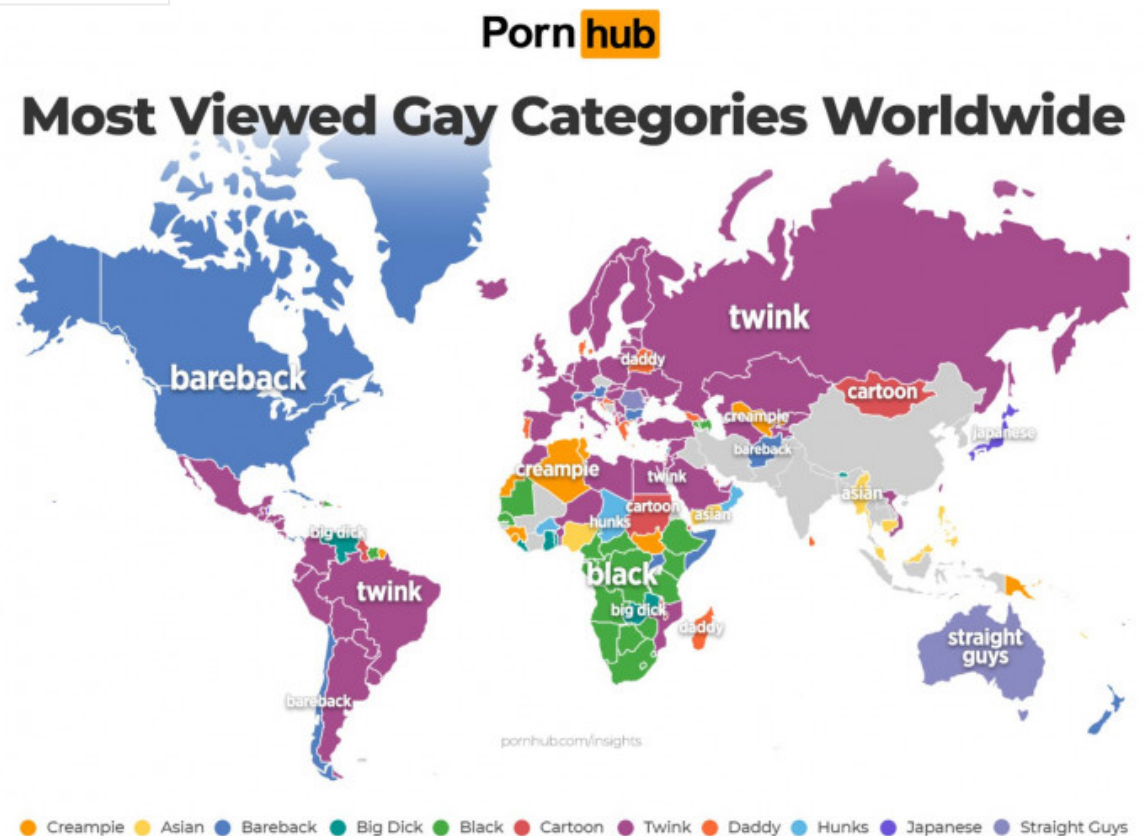 Porn hub
Most Viewed Gay Categories Worldwide
bareback
twink
daddy
cartoon
creampie
japanese
bareback
creampie
twink
asian
cartoon
asian
hunks
big dick
black
twink
big dick
daddy
straight
guys
bareback
pornhub.com/insights
Creampie Asian Bareback Big Dick Black Cartoon Twink Daddy Hunks Japanese Straight Guys